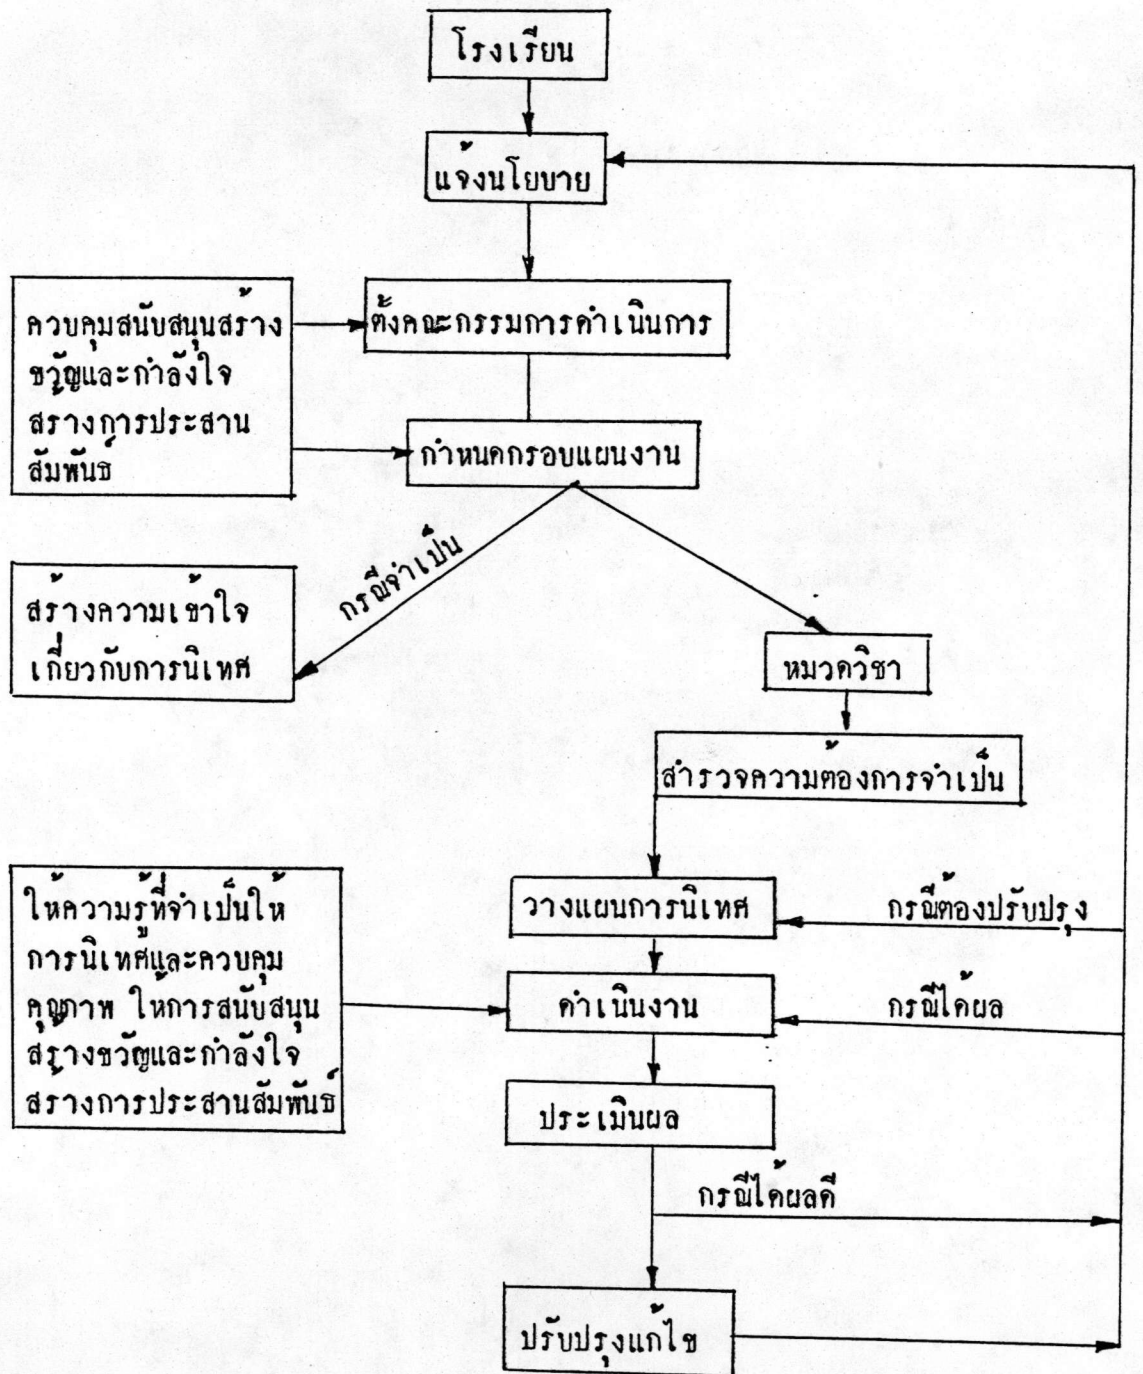 โรงเรียน
แจ้งนโยบาย
ควบคุมสนับสนุนสร้าง
ขวัญและกำลังใจ
สร้างการประสาน
สัมพันธ์
ตั้งคณะกรรมการดำเนินการ
กำหนดกรอบแผนงาน
กรณีจำเป็น
สร้างความเข้าใจ
เกี่ยวกับการนิเทศ
หมวดวิชา
สำรวจความต้องการจำเป็น
ให้ความรู้ที่จำเป็นให้
การนิเทศและควบคุม
คุณภาพ ให้การสนับสนุน
สร้างขวัญและกำลังใจ
สร้างการประสานสัมพันธ์
วางแผนการนิเทศ
กรณีต้องปรับปรุง
ดำเนินงาน
กรณีได้ผล
ประเมินผล
กรณีได้ผลดี
ปรับปรุงแก้ไข